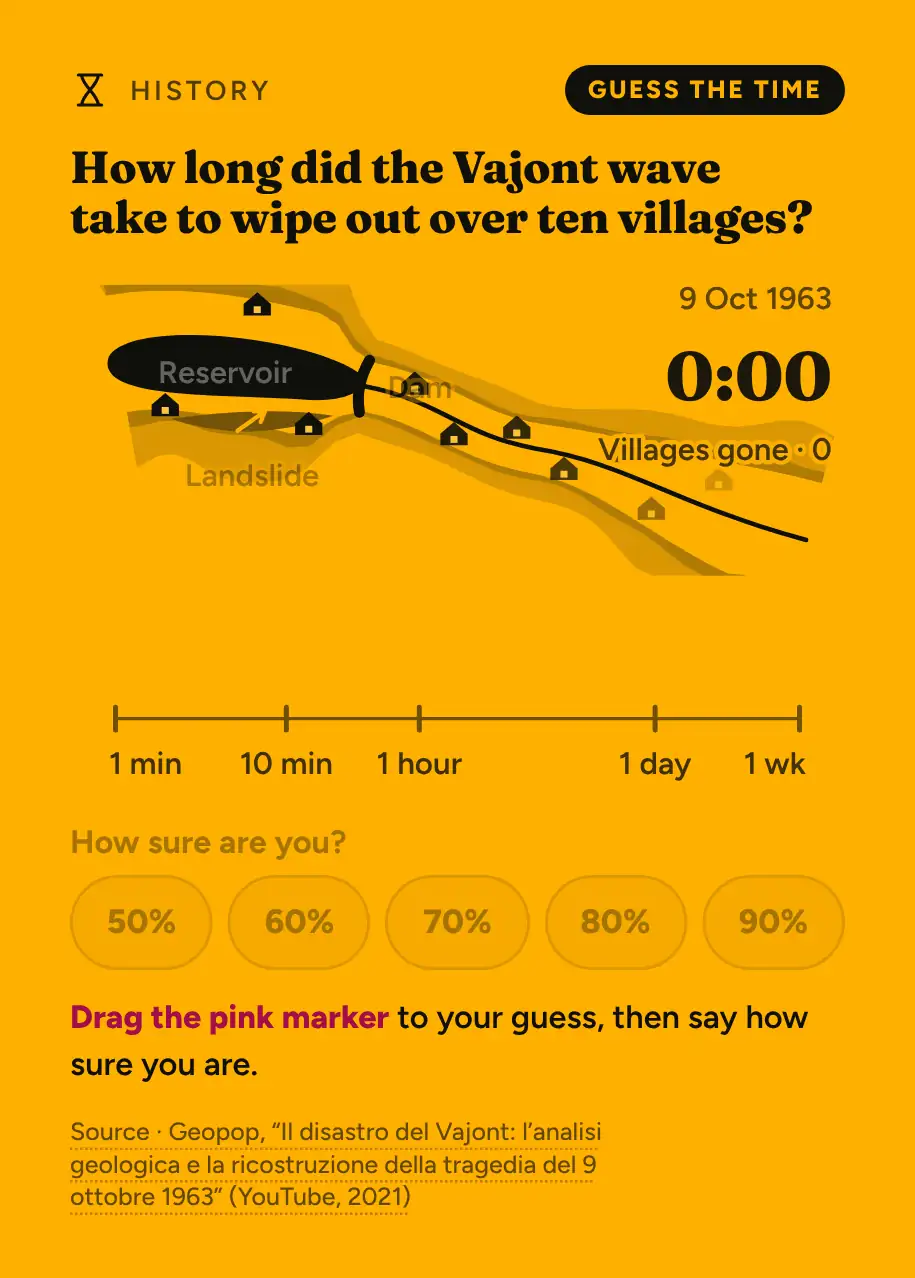 HISTORY
GUESS THE TIME
How long did the Vajont wave
take to wipe out over ten villages?
9 Oct 1963
0:00
Reservoir
Dam
Villages gone · 0
Landslide
1 min
10 min
1 hour
1 day
1 wk
How sure are you?
50%
60%
70%
80%
90%
Drag the pink marker to your guess, then say how
sure you are.
Source · Geopop, “Il disastro del Vajont: l’analisi
geologica e la ricostruzione della tragedia del 9
ottobre 1963” (YouTube, 2021)